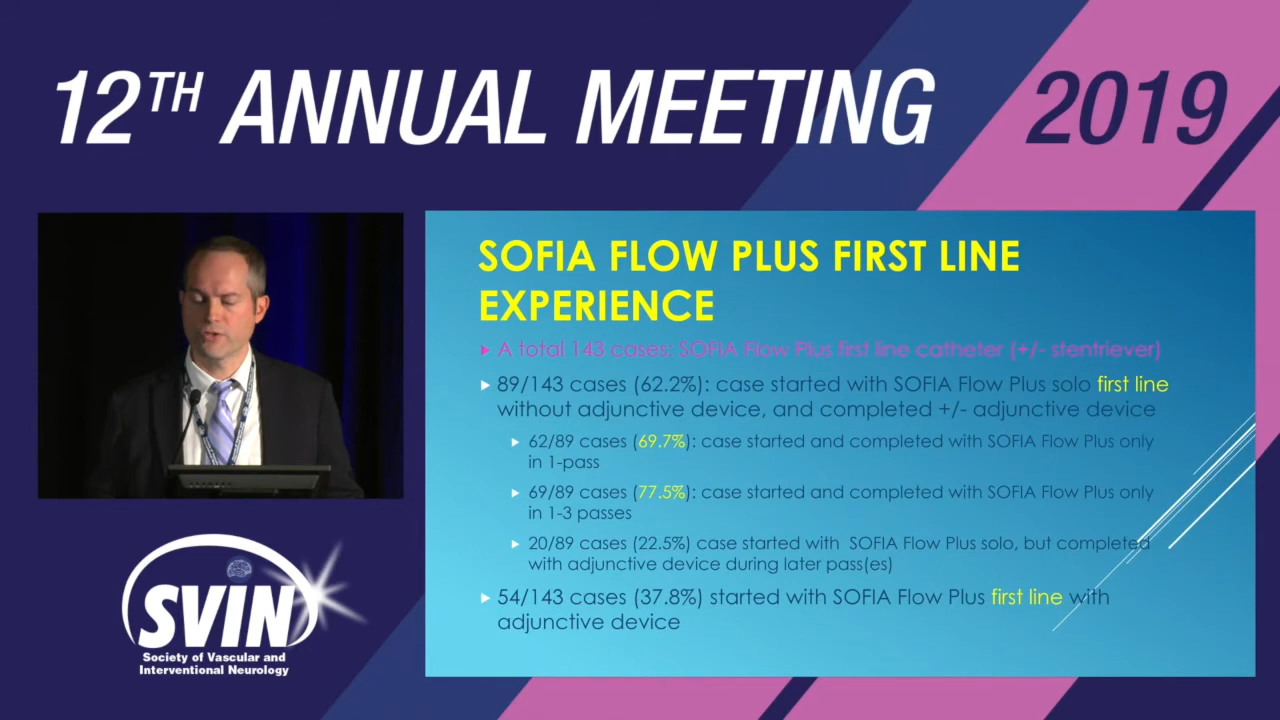 12TH ANNUAL MEETING 2019
SOFIA FLOW PLUS FIRST LINE
EXPERIENCE
A total 143 cases: SOFIA Flow Plus first line catheter (+/- stentriever)
89/143 cases (62.2%): case started with SOFIA Flow Plus solo first line
without adjunctive device, and completed +/- adjunctive device
62/89 cases (69.7%): case started and completed with SOFIA Flow Plus only
in 1-pass
69/89 cases (77.5%): case started and completed with SOFIA Flow Plus only
in 1-3 passes
20/89 cases (22.5%) case started with SOFIA Flow Plus solo, but completed
with adjunctive device during later pass(es)
54/143 cases (37.8%) started with SOFIA Flow Plus first line with
adjunctive device
SVIN
Society of Vascular and
Interventional Neurology